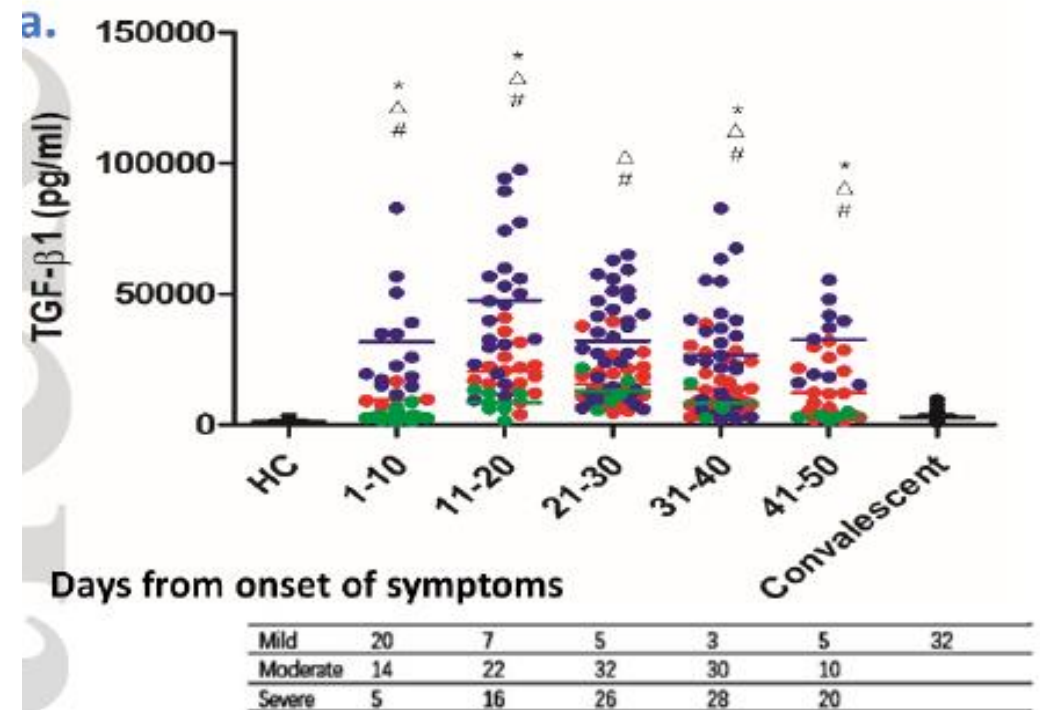 a.
TGF-β1 (pg/ml)
150000
100000
50000
0
*
△
#
*
△
#
△
#
*
△
#
*
△
#
HC
1-10
11-20
21-30
31-40
41-50
Convalescent
Days from onset of symptoms
Mild 20 7 5 3 5 32
Moderate 14 22 32 30 10
Severe 5 16 26 28 20